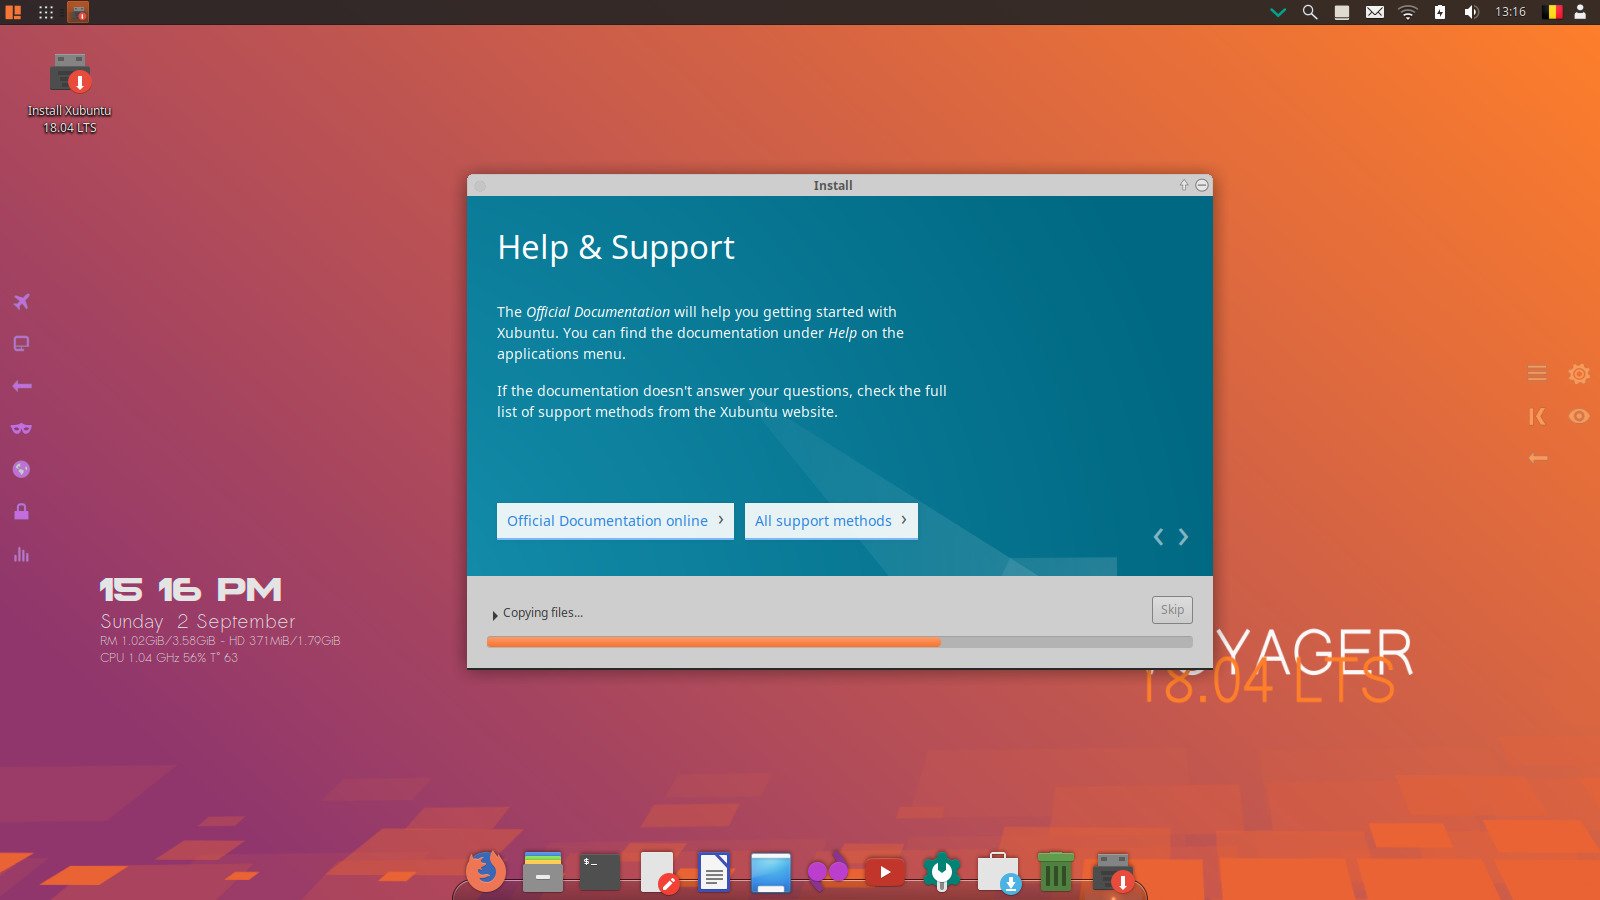 13:16
Install Xubuntu
18.04 LTS
Install
Help & Support
The Official Documentation will help you getting started with
Xubuntu. You can find the documentation under Help on the
applications menu.
If the documentation doesn't answer your questions, check the full
list of support methods from the Xubuntu website.
Official Documentation online
All support methods
Copying files...
Skip
15 16 PM
Sunday 2 September
RM 1.02GiB/3.58GiB - HD 371MiB/1.79GiB
CPU 1.04 GHz 56% T° 63
YAGER
18.04 LTS
$_